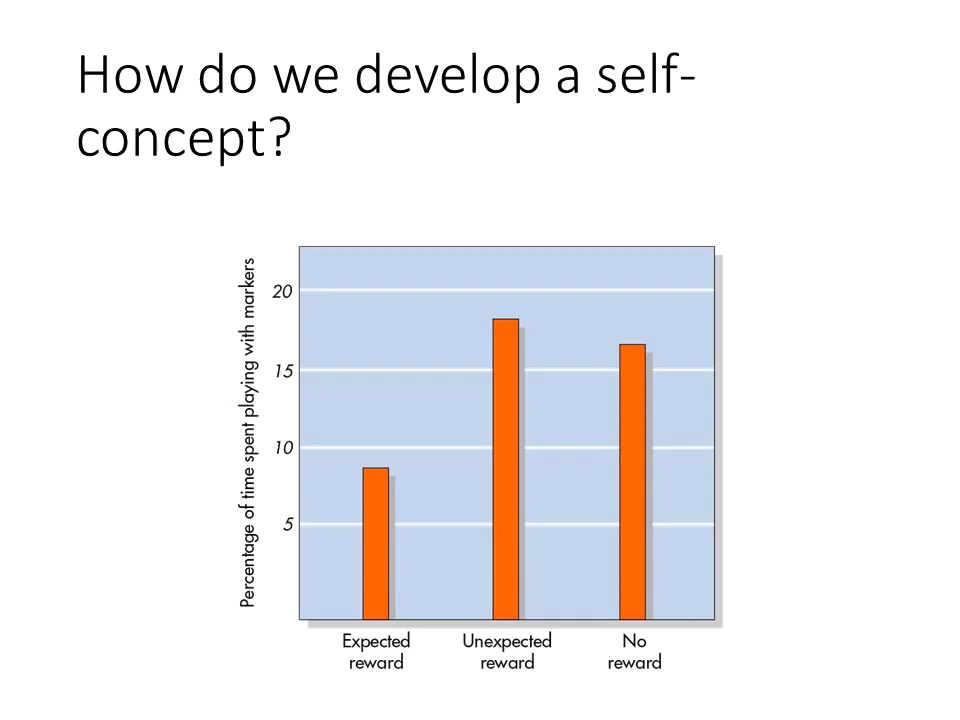 How do we develop a self-
concept?
Percentage of time spent playing with markers
20
15
10
5
Expected
reward
Unexpected
reward
No
reward